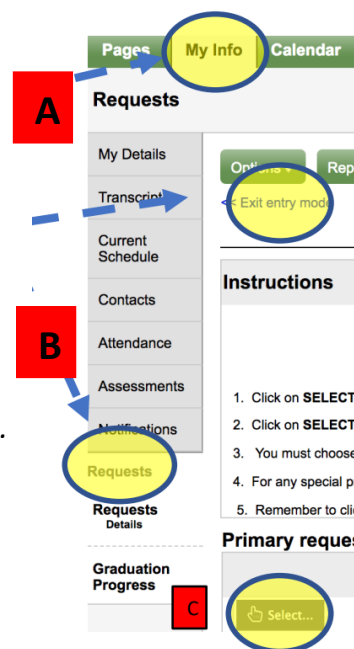 Pages My Info Calendar
A
Requests
My Details
Options Rep
Transcript
< Exit entry mode
Current
Schedule
Instructions
Contacts
B
Attendance
Assessments
1. Click on SELECT
2. Click on SELECT
Notifications
.
3. You must choose
Requests
4. For any special p
5. Remember to cli
Requests
Details
Primary reques
Graduation
Progress
C
Select...